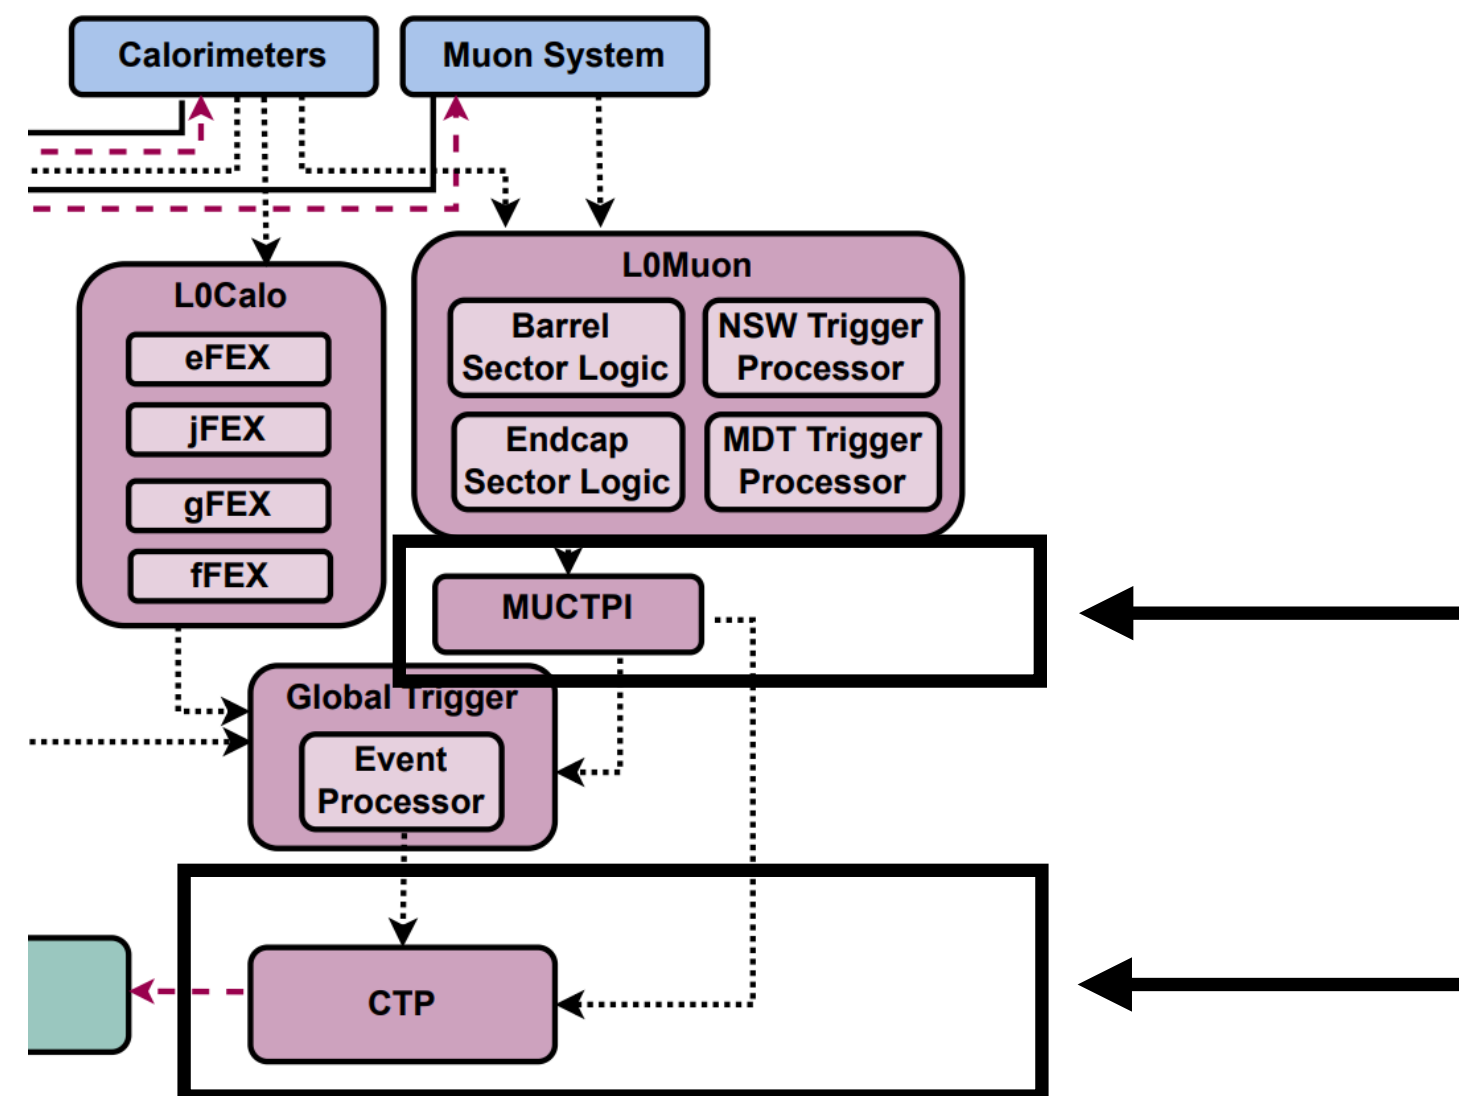 Calorimeters
Muon System
L0Calo
eFEX
jFEX
gFEX
fFEX
L0Muon
Barrel
Sector Logic
NSW Trigger
Processor
Endcap
Sector Logic
MDT Trigger
Processor
MUCTPI
Global Trigger
Event
Processor
CTP